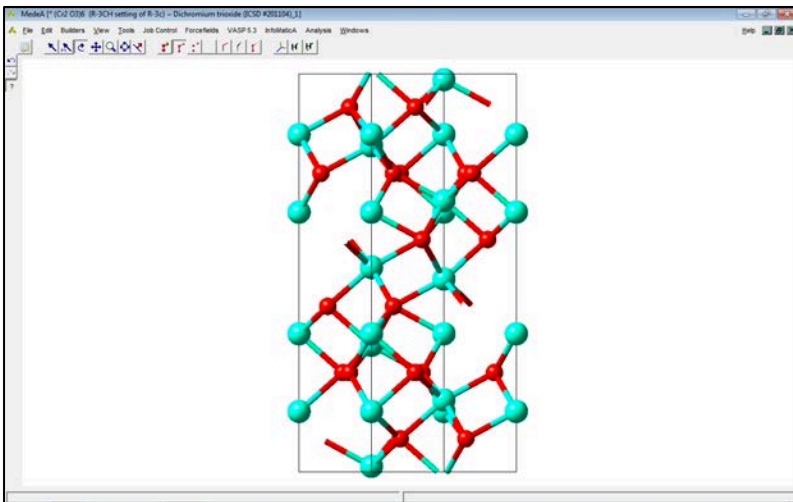 MedeA [* (Cr2 O3)6 (R-3CH setting of R-3c) – Dichromium trioxide (ICSD #201104)_1]
File Edit Builders View Tools Job Control Forcefields VASP 5.3 InfoMaticA Analysis Windows Help
?